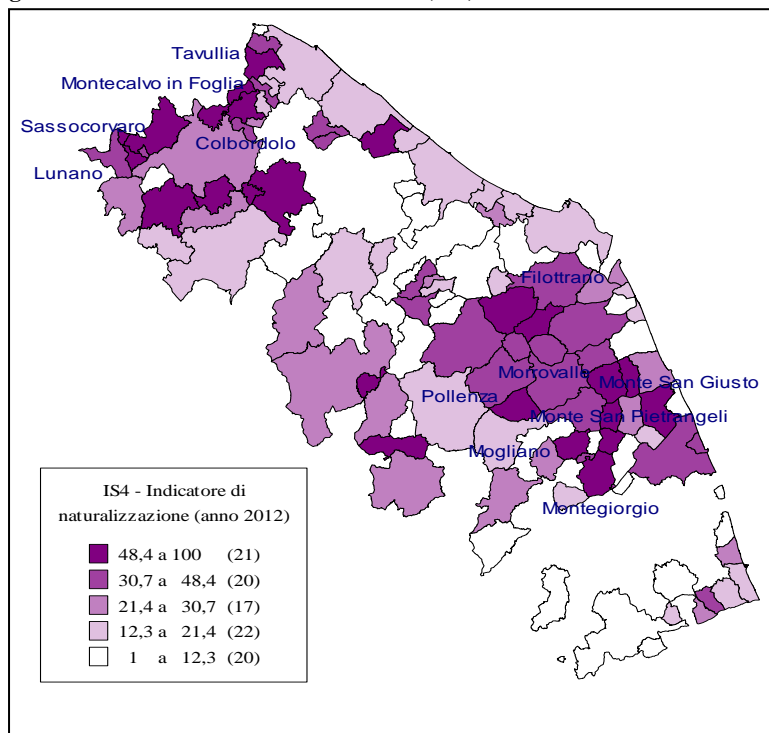 Tavullia
Montecalvo in Foglia
Sassocorvaro
Colbordolo
Lunano
Filottrano
Morrovalle
Monte San Giusto
Pollenza
Monte San Pietrangeli
Mogliano
Montegiorgio
IS4 - Indicatore di
naturalizzazione (anno 2012)
48,4 a 100 (21)
30,7 a 48,4 (20)
21,4 a 30,7 (17)
12,3 a 21,4 (22)
1 a 12,3 (20)